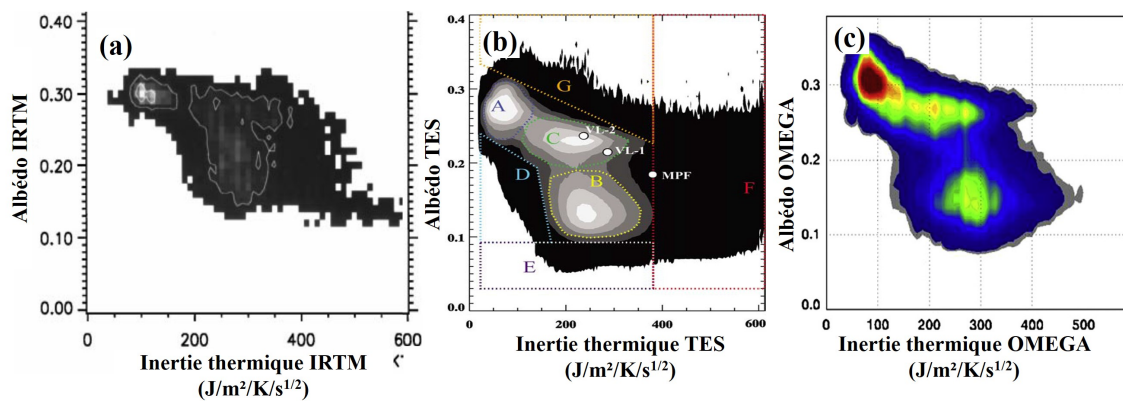 (a)
Albédo IRTM
0.40
0.30
0.20
0.10
0.00
0
200
400
600
Inertie thermique IRTM
(J/m²/K/s^1/2)
(b)
Albédo TES
0.4
0.3
0.2
0.1
0.0
0
200
400
600
G
A
C
VL-2
VL-1
D
B
MPF
F
E
Inertie thermique TES
(J/m²/K/s^1/2)
(c)
Albédo OMEGA
0.3
0.2
0.1
0.0
0
100
200
300
400
500
Inertie thermique OMEGA
(J/m²/K/s^1/2)